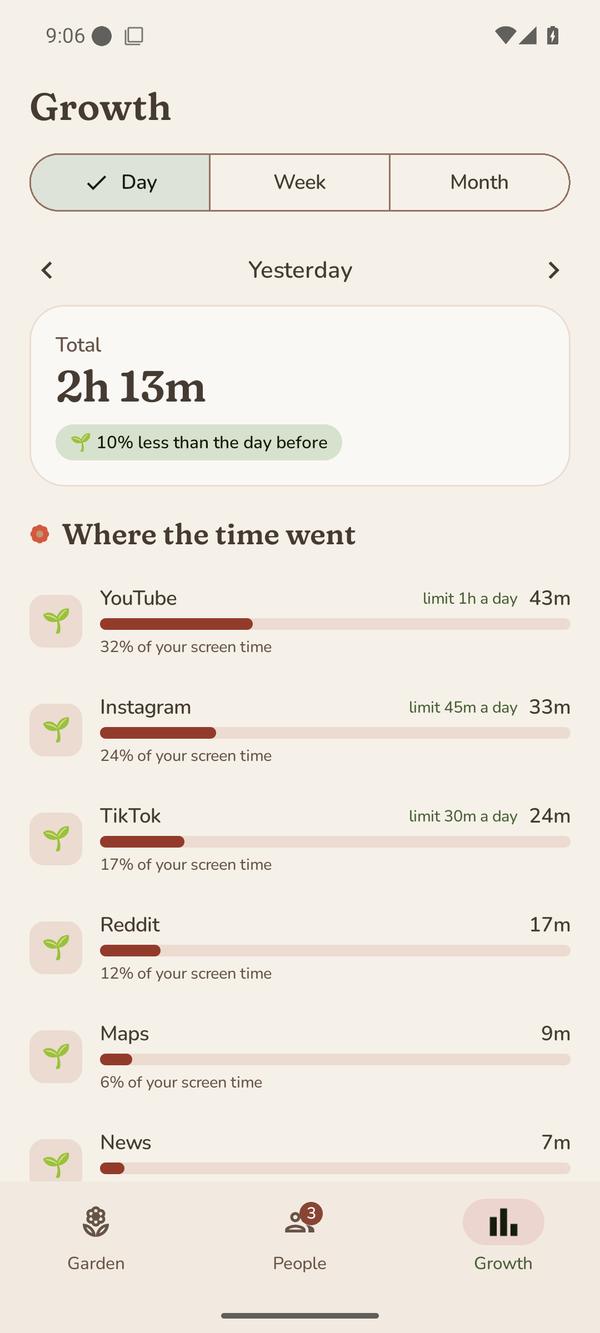 9:06
Growth
Day Week Month
Yesterday
Total
2h 13m
10% less than the day before
Where the time went
YouTube limit 1h a day 43m
32% of your screen time
Instagram limit 45m a day 33m
24% of your screen time
TikTok limit 30m a day 24m
17% of your screen time
Reddit 17m
12% of your screen time
Maps 9m
6% of your screen time
News 7m
3
Garden People Growth